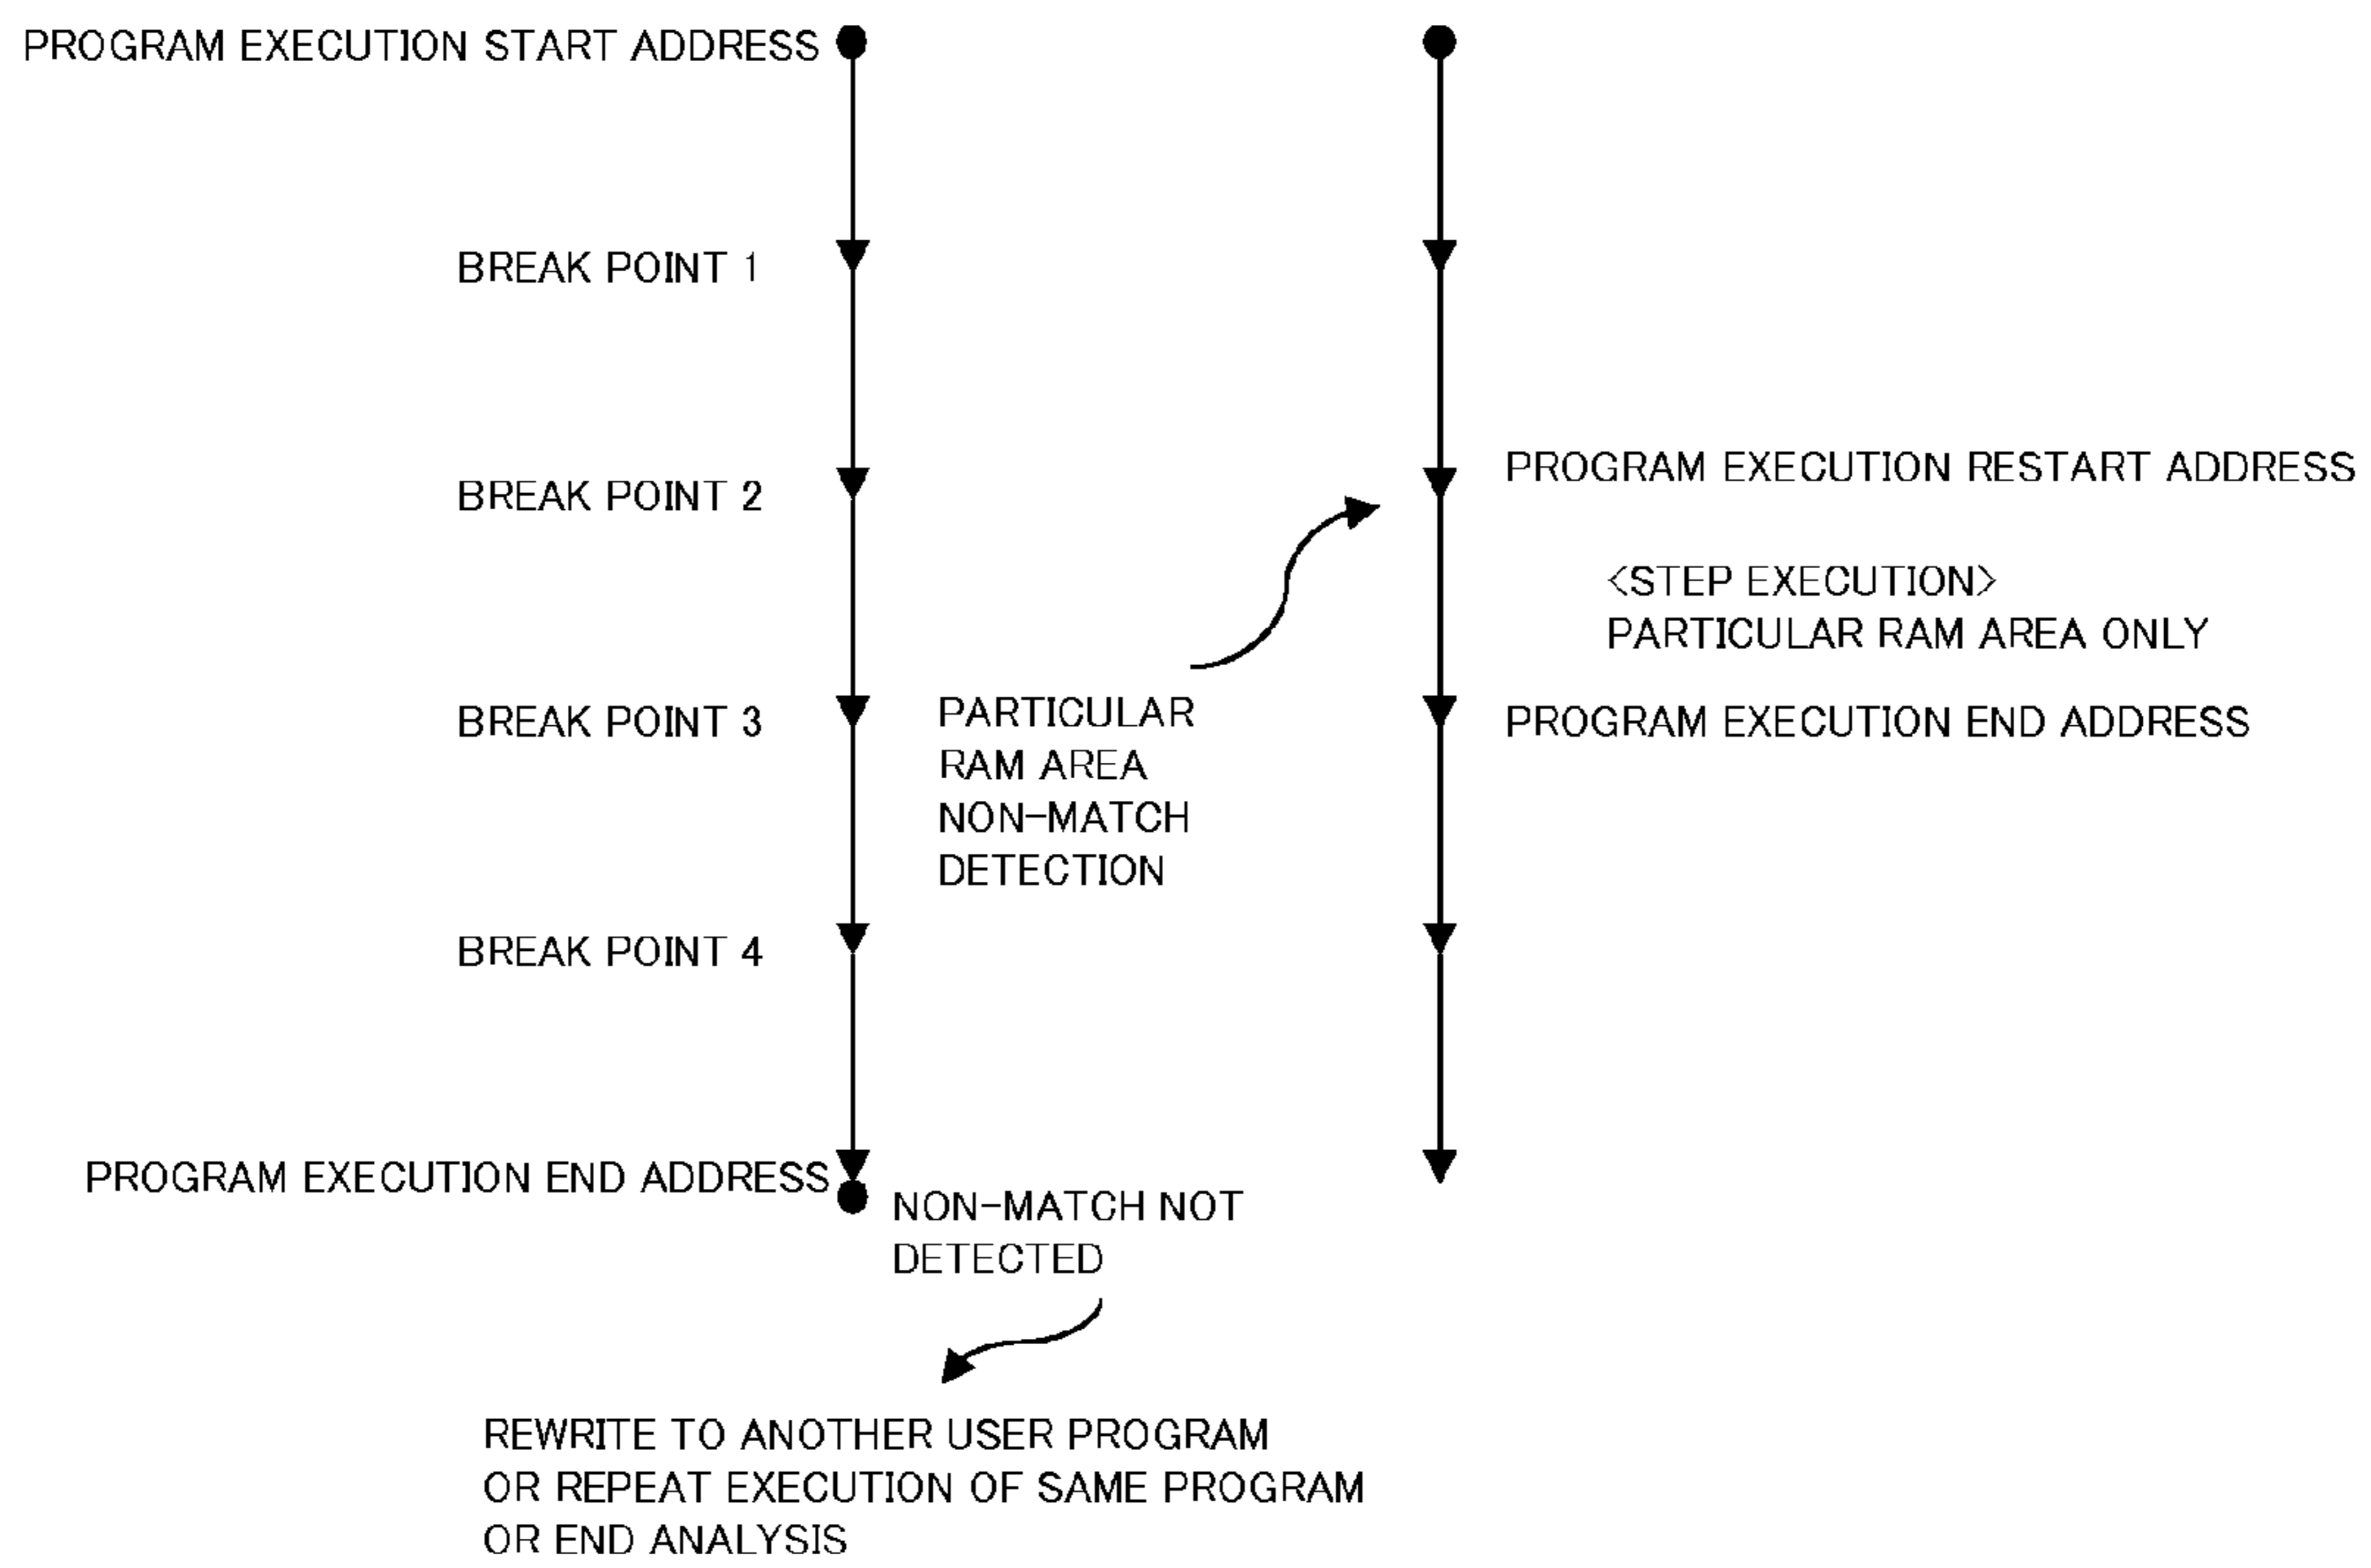 PROGRAM EXECUTION START ADDRESS
BREAK POINT 1
BREAK POINT 2
PROGRAM EXECUTION RESTART ADDRESS
<STEP EXECUTION>
PARTICULAR RAM AREA ONLY
BREAK POINT 3
PARTICULAR
RAM AREA
NON-MATCH
DETECTION
PROGRAM EXECUTION END ADDRESS
BREAK POINT 4
PROGRAM EXECUTION END ADDRESS
NON-MATCH NOT
DETECTED
REWRITE TO ANOTHER USER PROGRAM
OR REPEAT EXECUTION OF SAME PROGRAM
OR END ANALYSIS